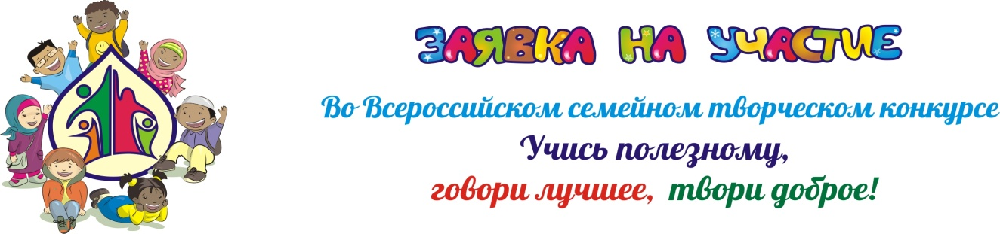 ЗАЯВКА НА УЧАСТИЕ
Во Всероссийском семейном творческом конкурсе
Учись полезному,
говори лучшее, твори доброе!